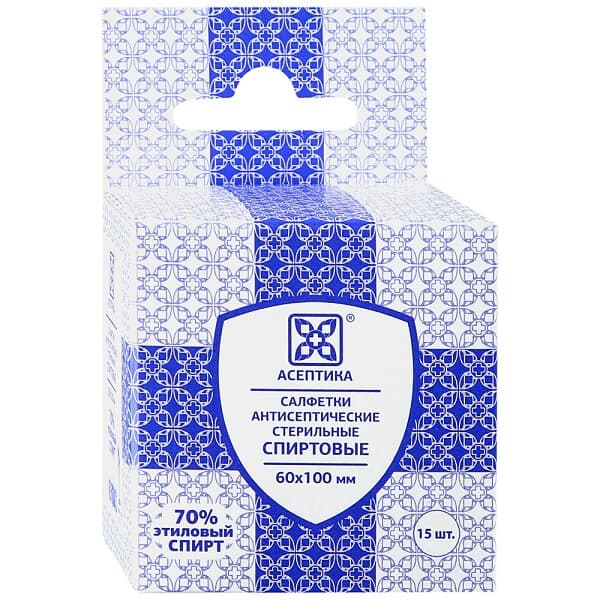 ®
АСЕПТИКА
САЛФЕТКИ
АНТИСЕПТИЧЕСКИЕ
СТЕРИЛЬНЫЕ
СПИРТОВЫЕ
60х100 мм
70%
ЭТИЛОВЫЙ
СПИРТ
15 шт.